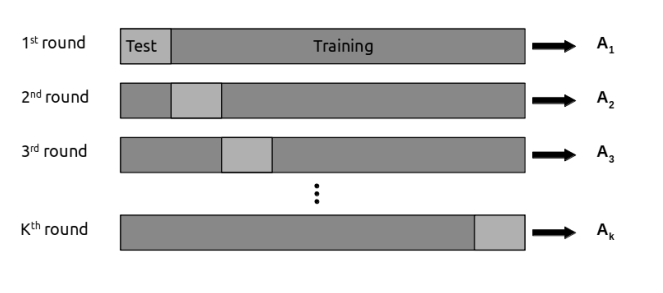 1st round Test Training A1
2nd round A2
3rd round A3
Kth round Ak